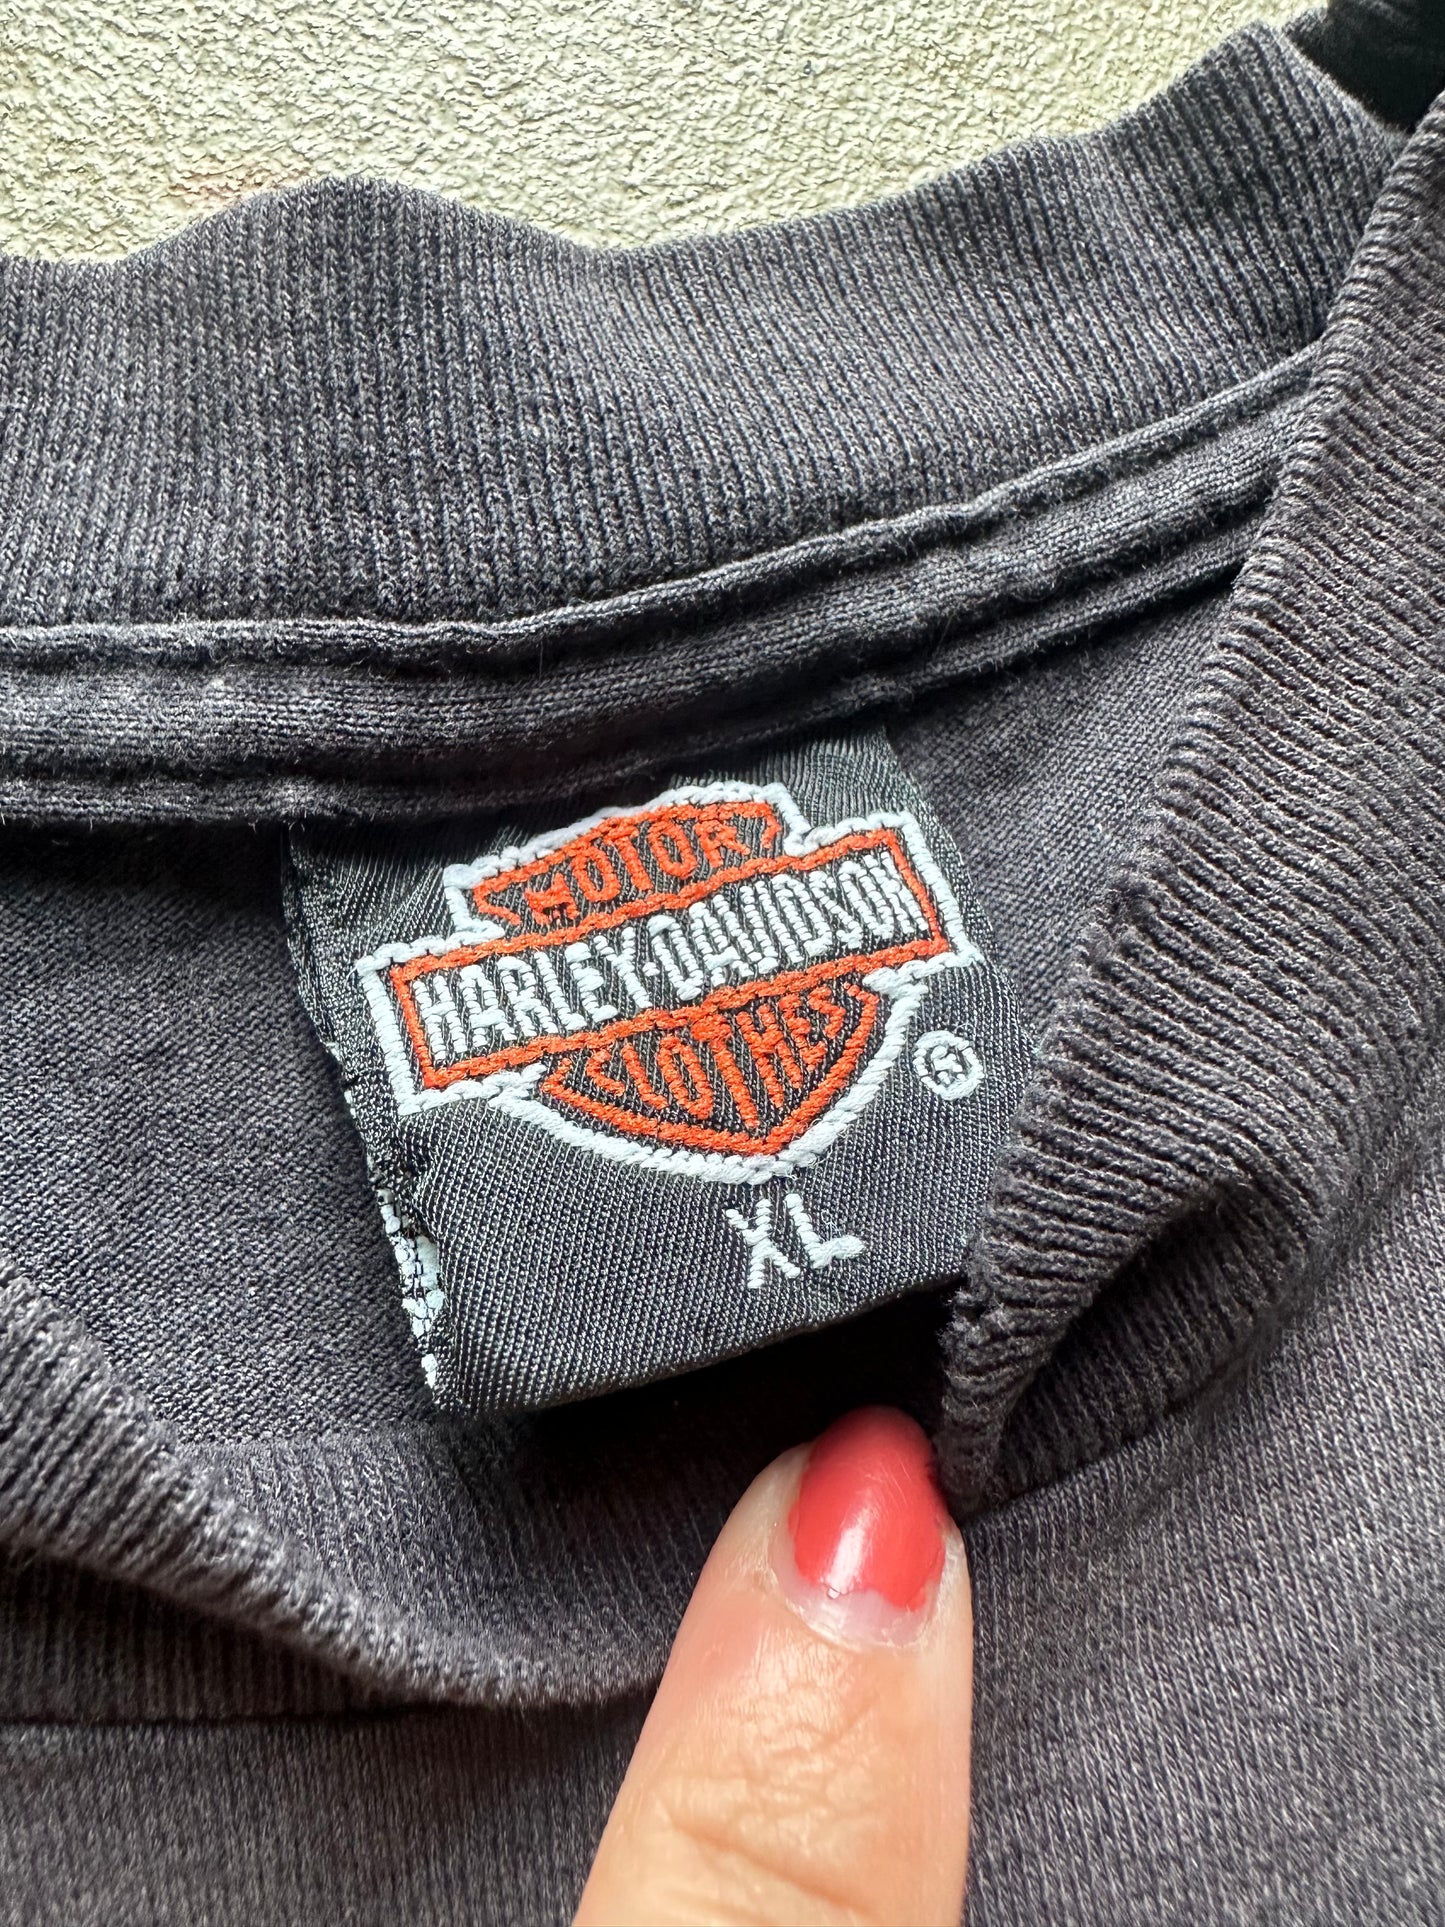 MOTOR
HARLEY-DAVIDSON
CLOTHES
®
XL